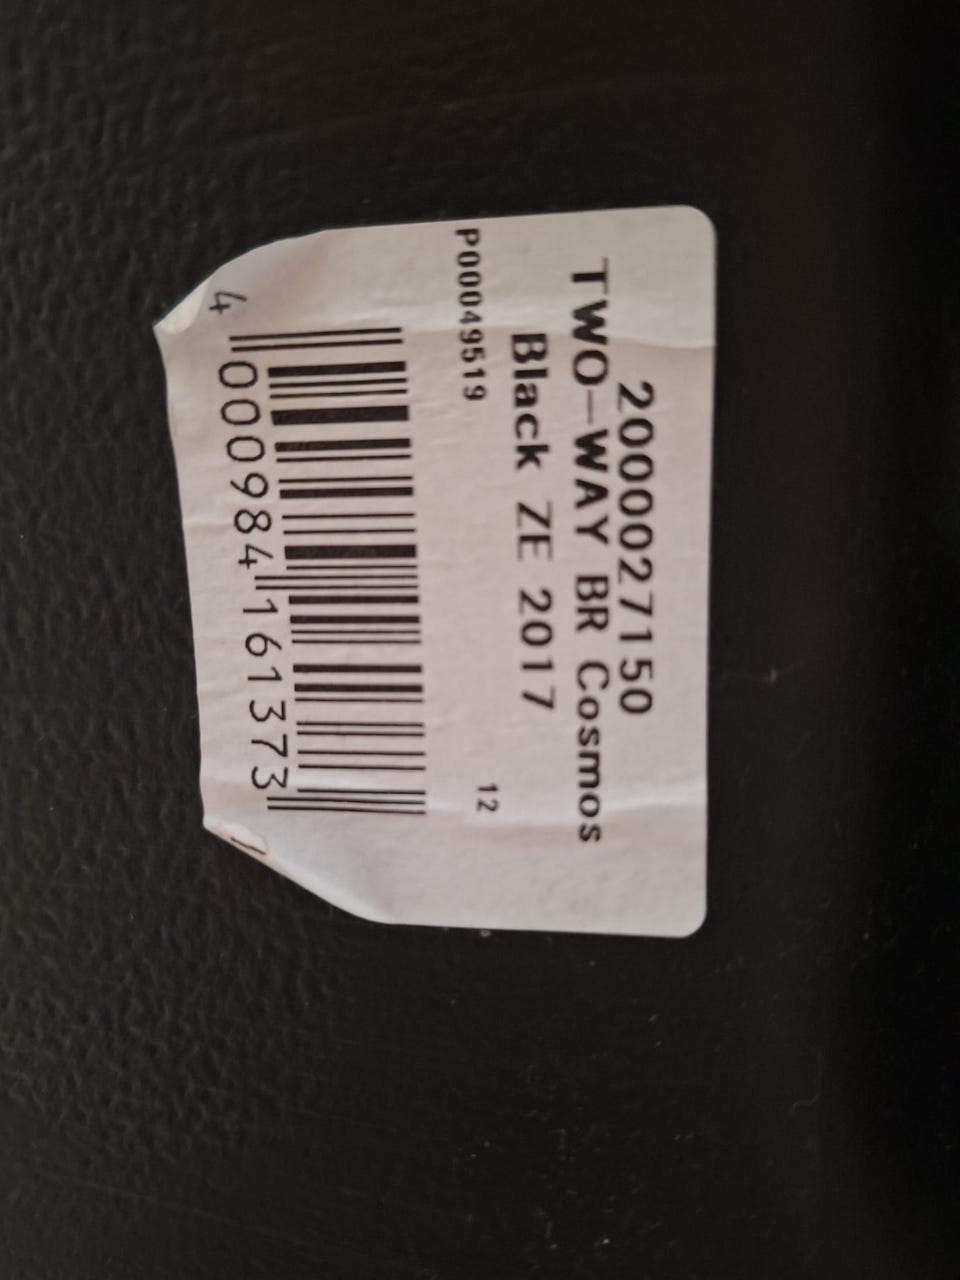 2000027150
TWO-WAY BR Cosmos
Black ZE 2017
12
P00049519
4 000984 161373